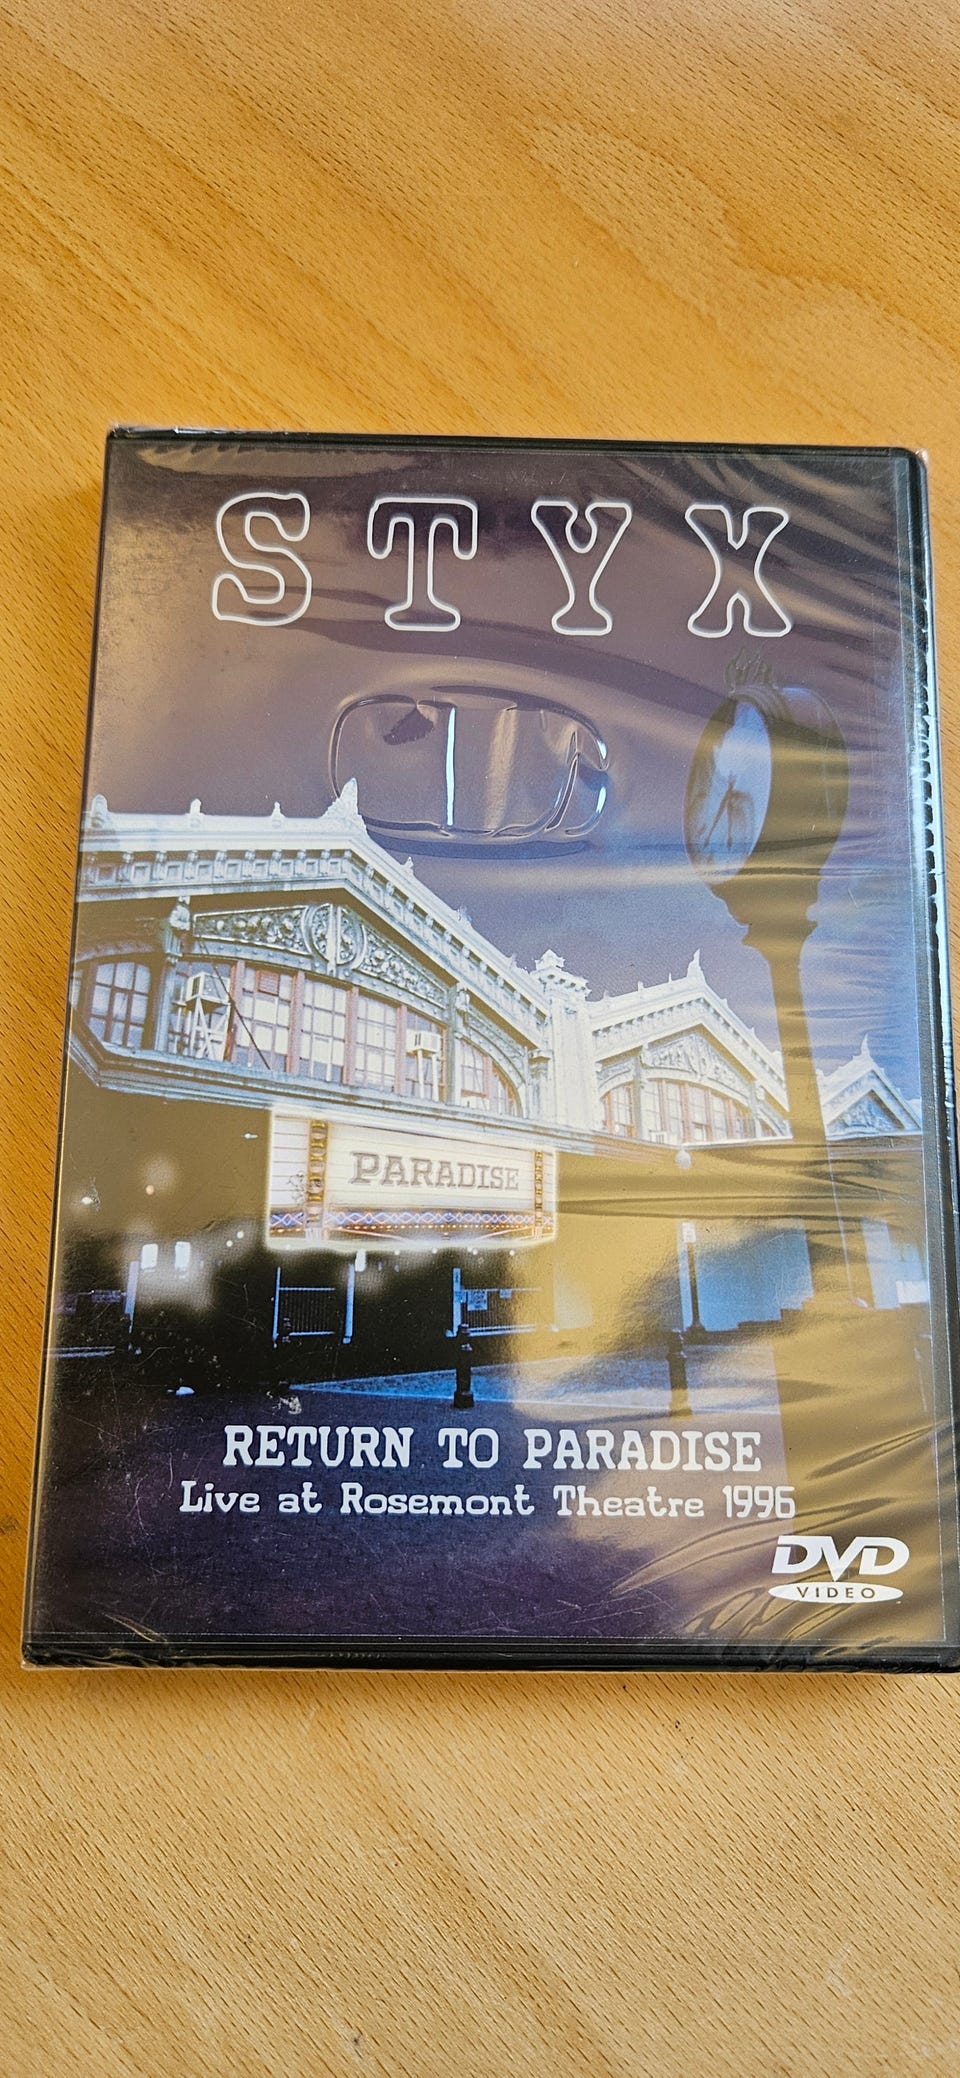 STYX
PARADISE
RETURN TO PARADISE
Live at Rosemont Theatre 1996
DVD
VIDEO